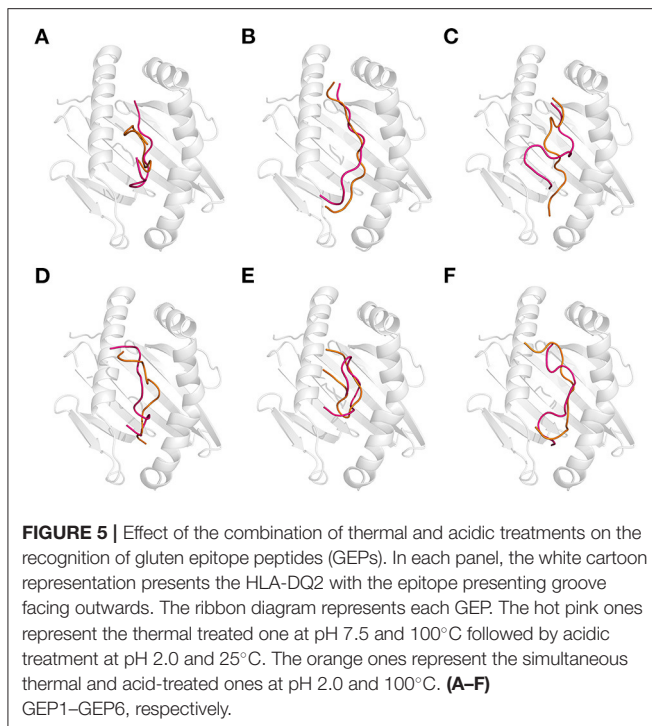 A B C
D E F
FIGURE 5 | Effect of the combination of thermal and acidic treatments on the
recognition of gluten epitope peptides (GEPs). In each panel, the white cartoon
representation presents the HLA-DQ2 with the epitope presenting groove
facing outwards. The ribbon diagram represents each GEP. The hot pink ones
represent the thermal treated one at pH 7.5 and 100°C followed by acidic
treatment at pH 2.0 and 25°C. The orange ones represent the simultaneous
thermal and acid-treated ones at pH 2.0 and 100°C. (A–F)
GEP1–GEP6, respectively.